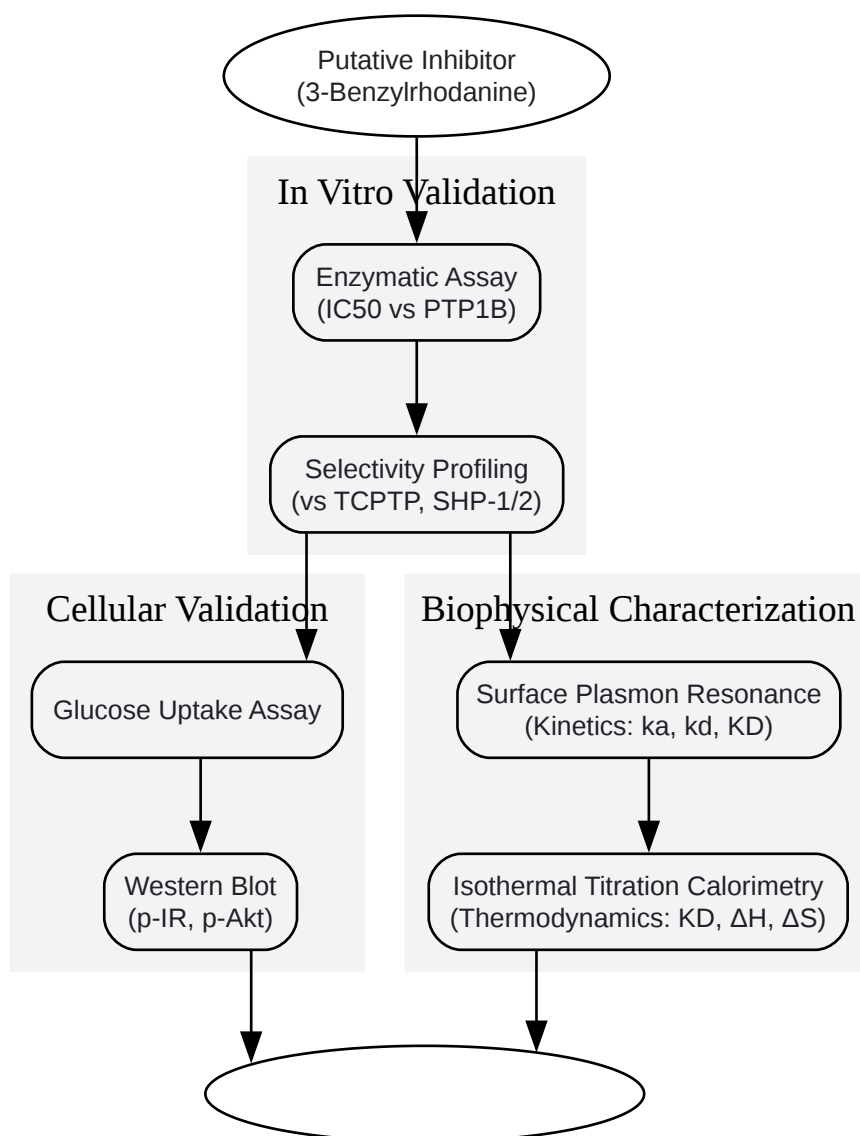 Putative Inhibitor
(3-Benzylrhodanine)
In Vitro Validation
Enzymatic Assay
(IC50 vs PTP1B)
Selectivity Profiling
(vs TCPTP, SHP-1/2)
Cellular Validation
Glucose Uptake Assay
Western Blot
(p-IR, p-Akt)
Biophysical Characterization
Surface Plasmon Resonance
(Kinetics: ka, kd, KD)
Isothermal Titration Calorimetry
(Thermodynamics: KD, ΔH, ΔS)